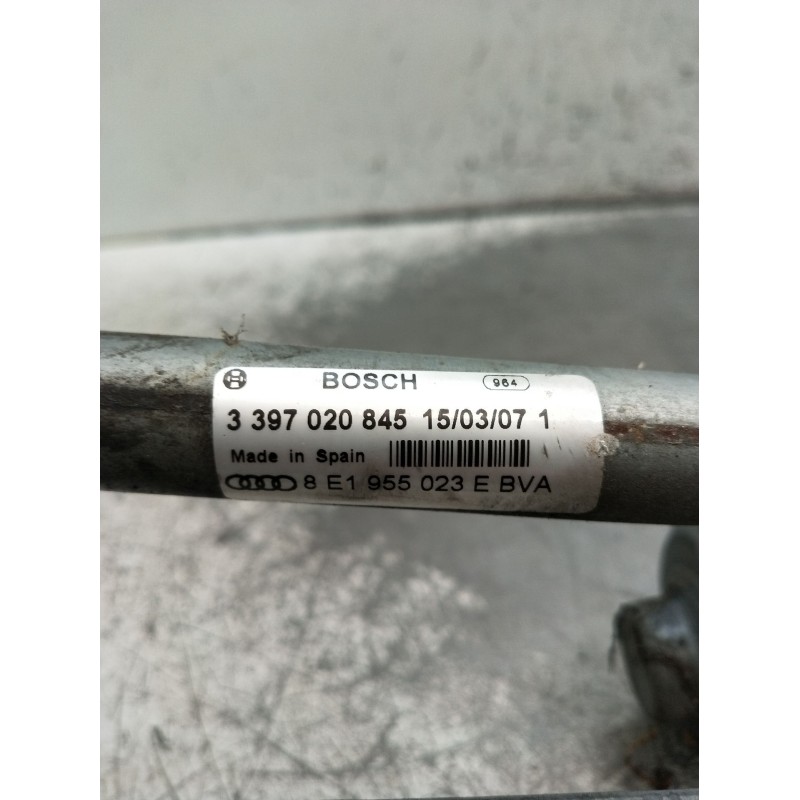 BOSCH 964
3 397 020 845 15/03/07 1
Made in Spain
8 E1 955 023 E BVA